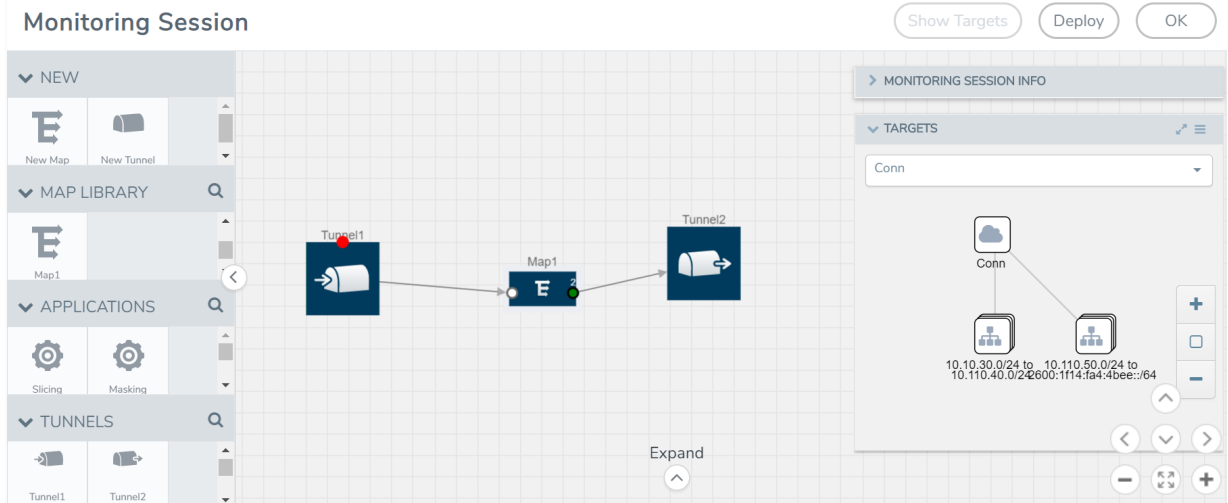 Monitoring Session
Show Targets
Deploy
OK
NEW
New Map
New Tunnel
MAP LIBRARY
Map1
APPLICATIONS
Slicing
Masking
TUNNELS
Tunnel1
Tunnel2
Tunnel1
Map1
2
Tunnel2
Expand
MONITORING SESSION INFO
TARGETS
Conn
Conn
10.10.30.0/24 to
10.110.40.0/24
10.110.50.0/24 to
2600:1f14:fa4:4bee::/64